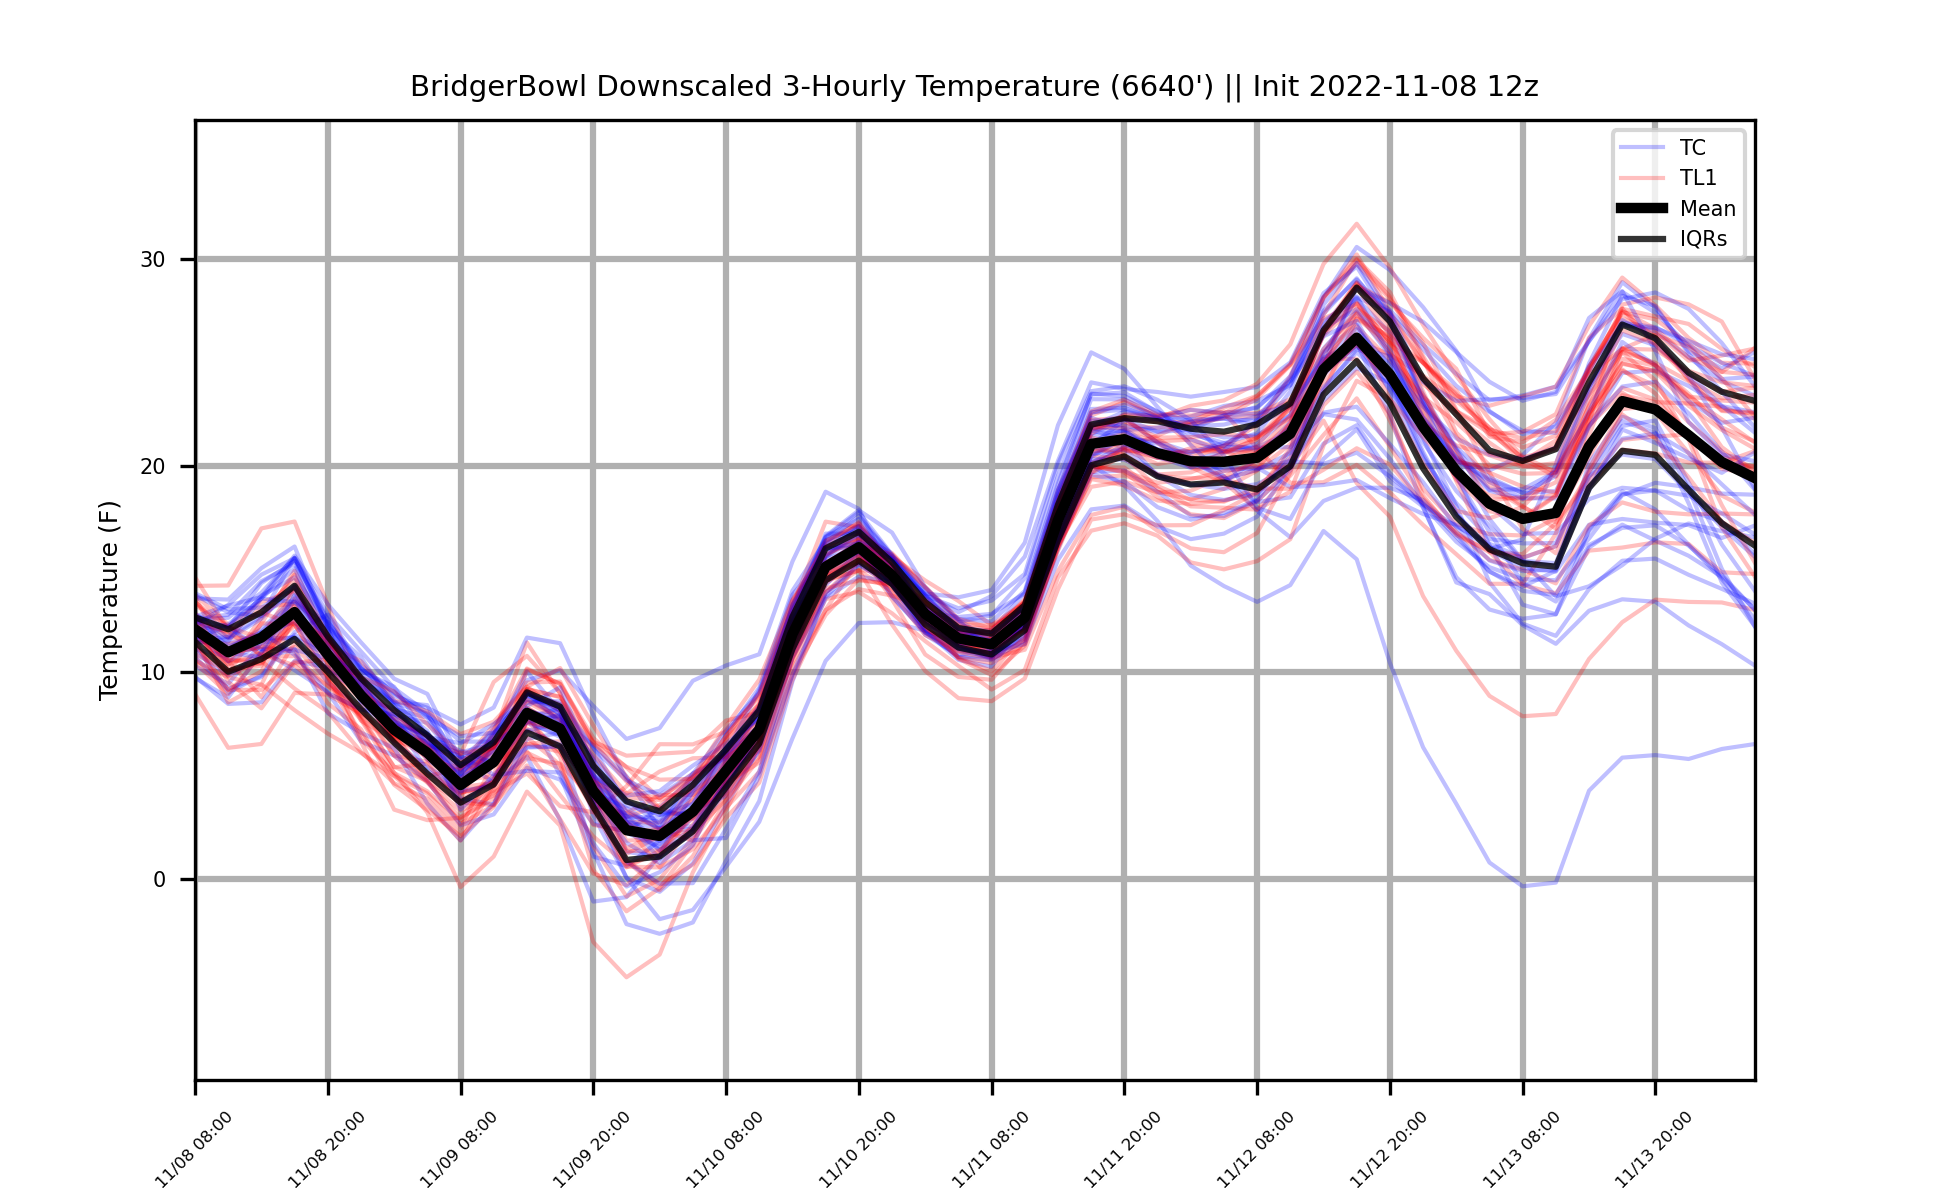 BridgerBowl Downscaled 3-Hourly Temperature (6640') || Init 2022-11-08 12z
TC
TL1
Mean
IQRs
Temperature (F)
30
20
10
0
11/08 08:00
11/08 20:00
11/09 08:00
11/09 20:00
11/10 08:00
11/10 20:00
11/11 08:00
11/11 20:00
11/12 08:00
11/12 20:00
11/13 08:00
11/13 20:00